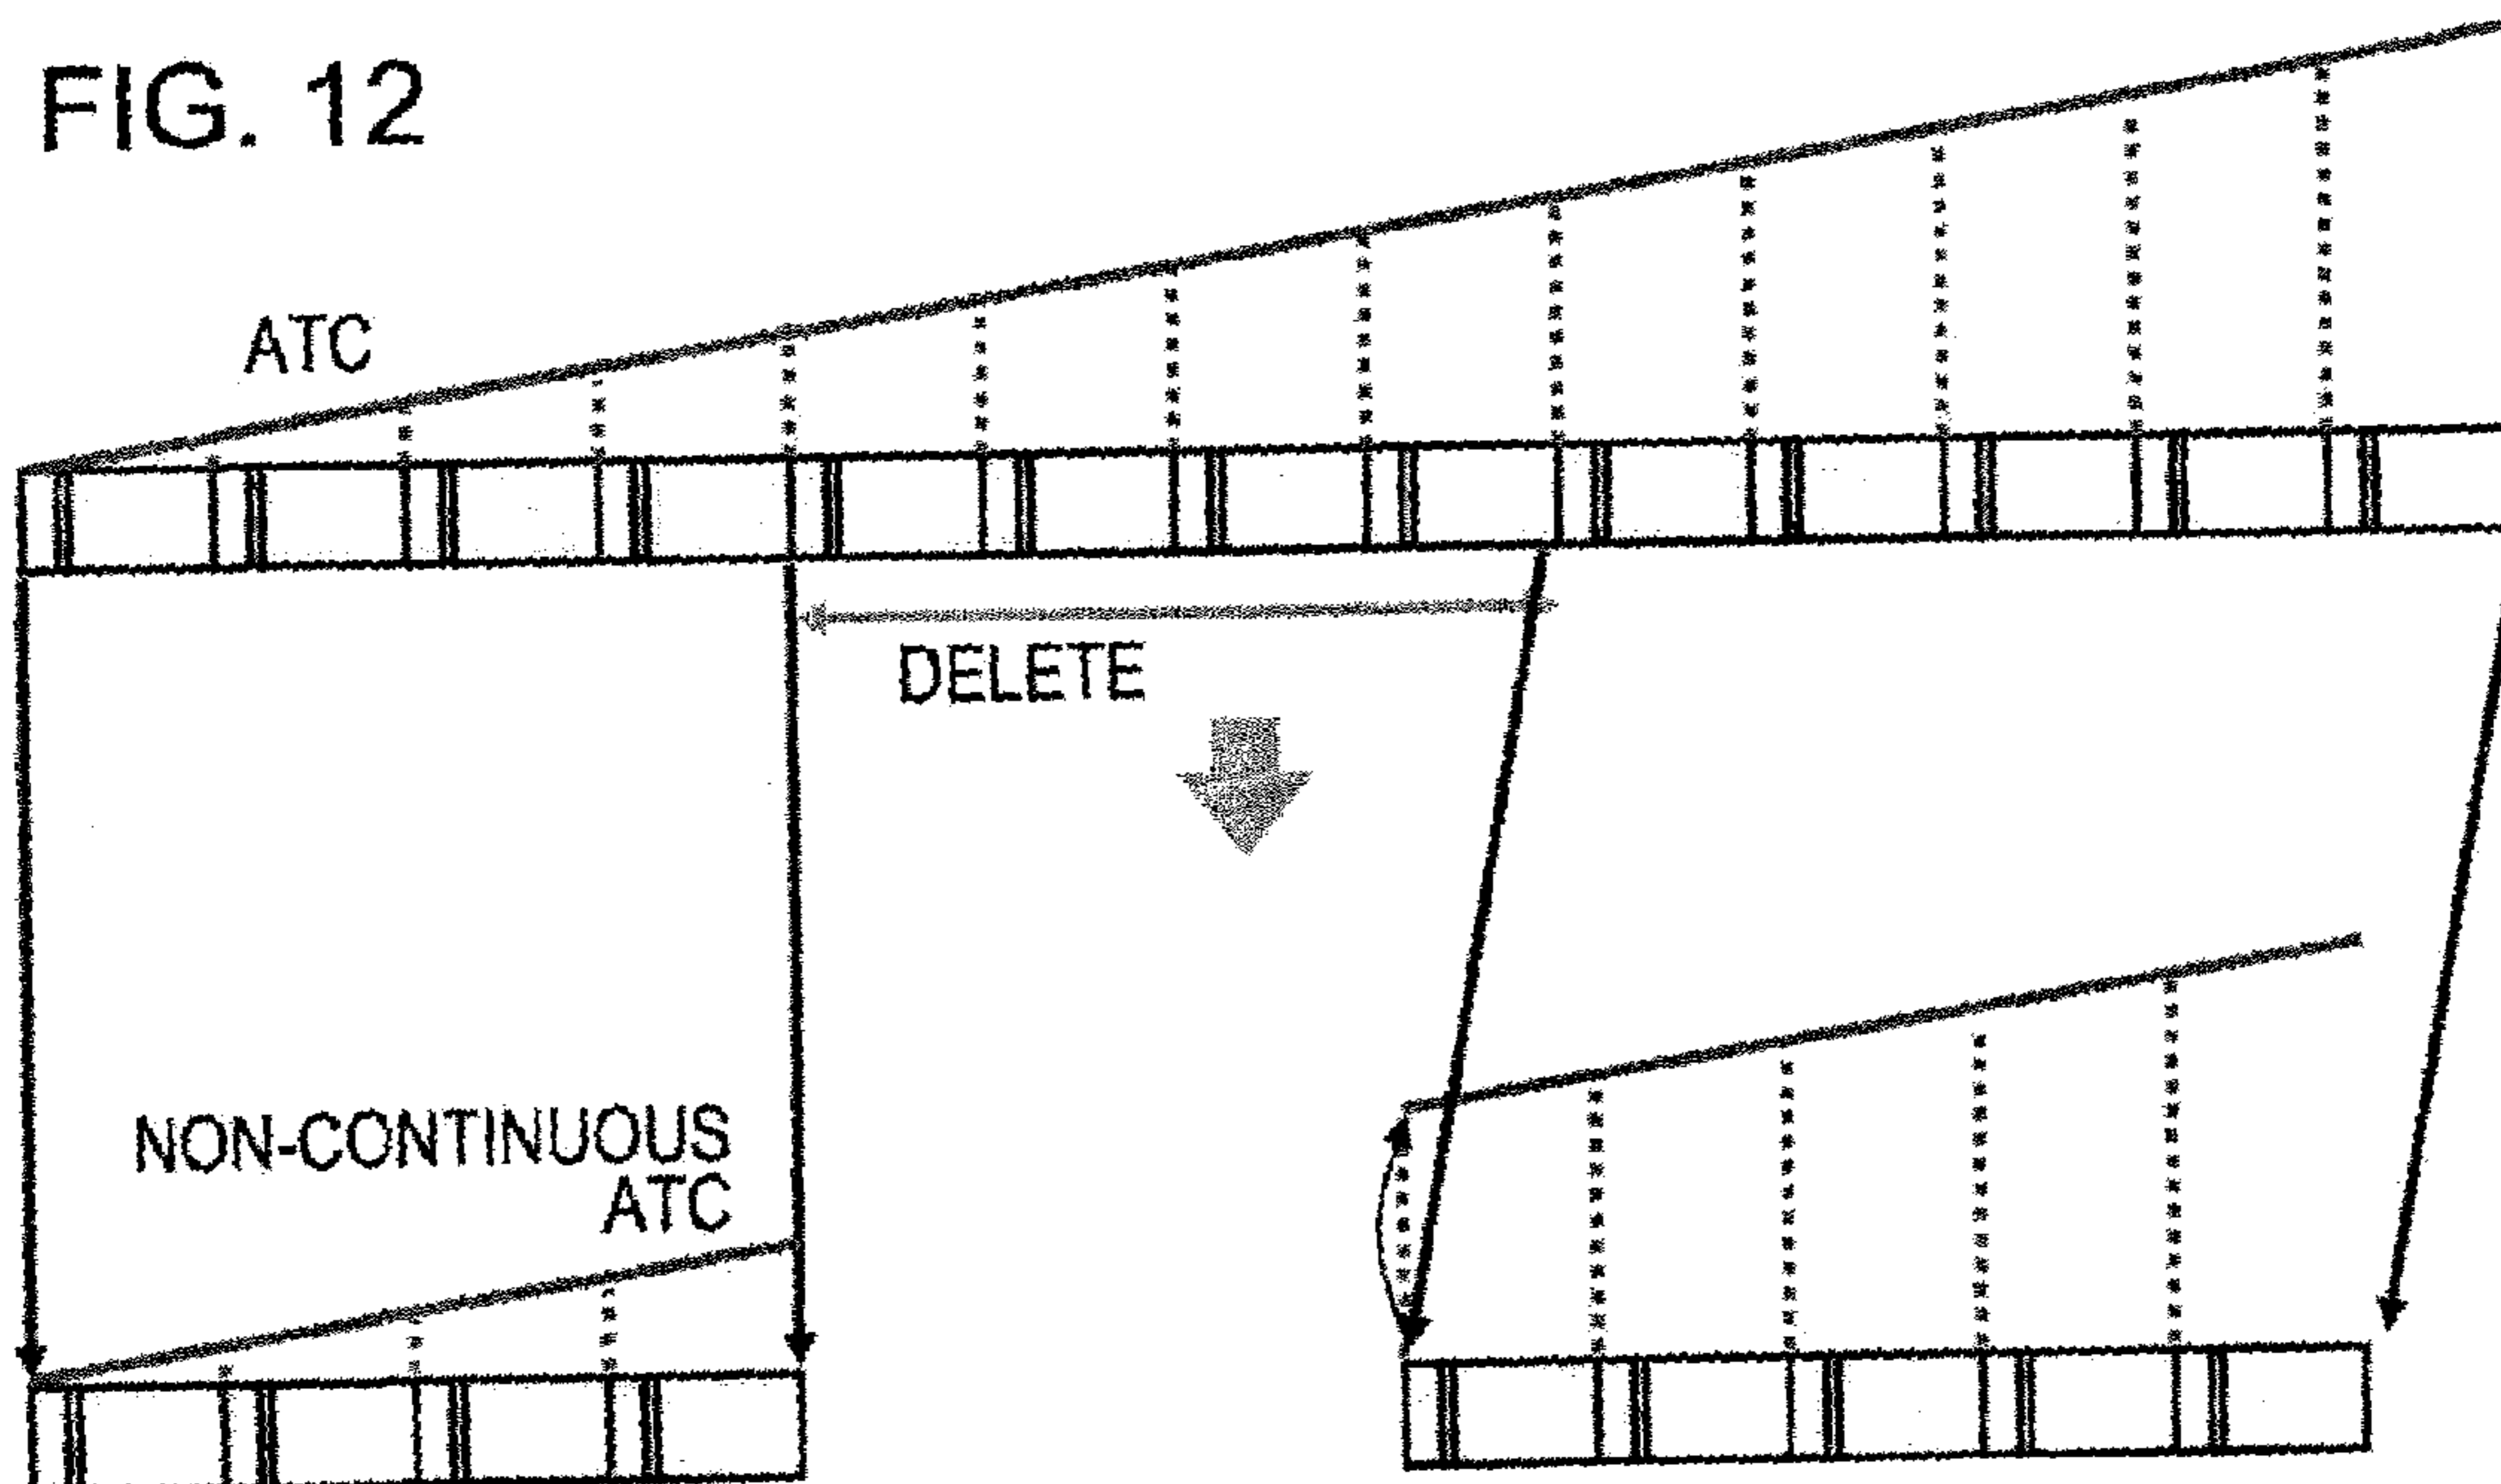 FIG. 12
ATC
DELETE
NON-CONTINUOUS
ATC